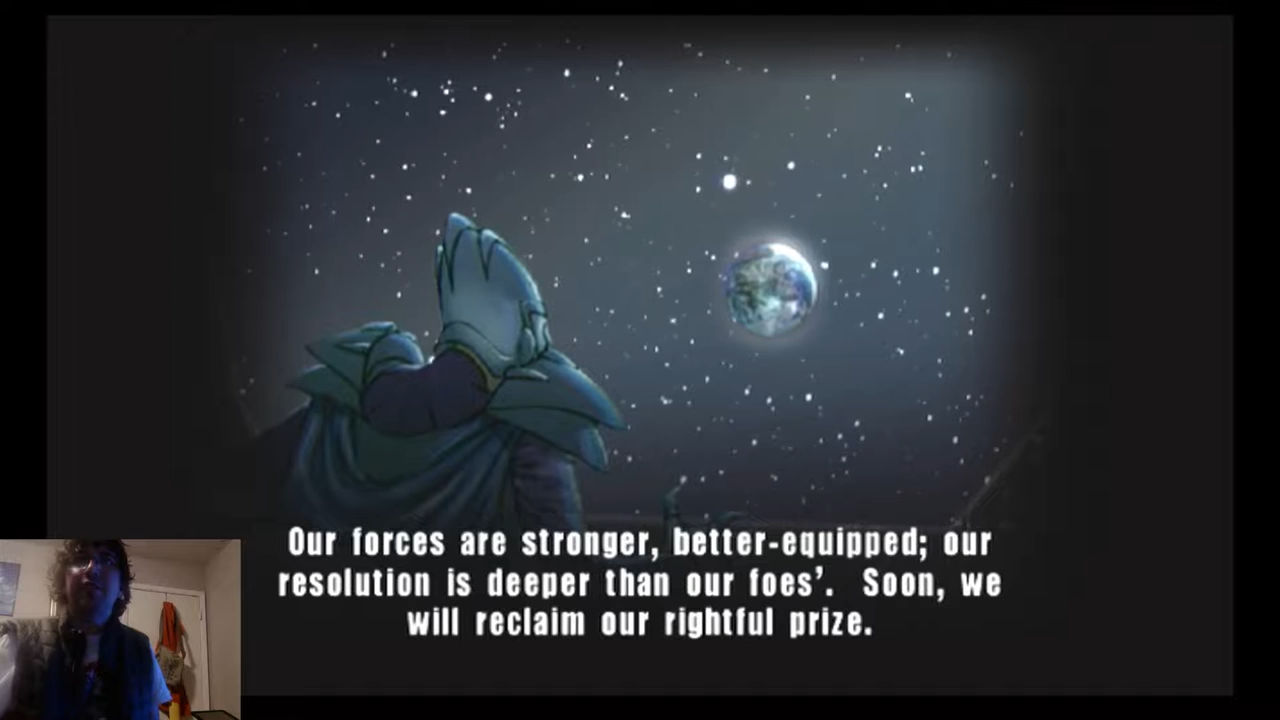 Our forces are stronger, better-equipped; our
resolution is deeper than our foes'.  Soon, we
will reclaim our rightful prize.